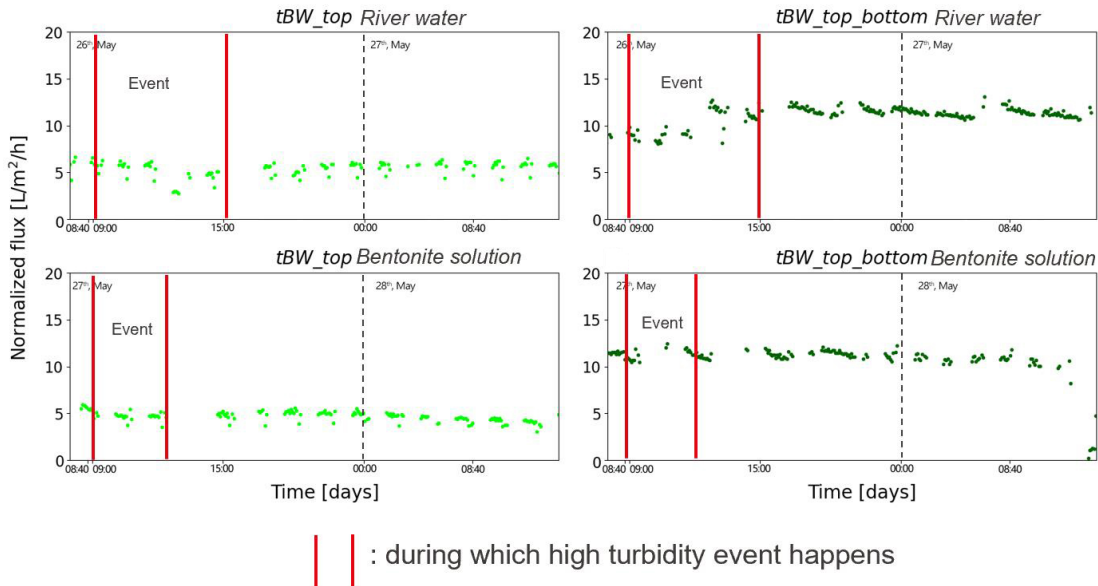 tBW_top River water
tBW_top_bottom River water
Normalized flux [L/m²/h]
20
15
10
5
0
26th, May
27th, May
Event
08:40 09:00 15:00 00:00 08:40
20
15
10
5
0
26th, May
27th, May
Event
08:40 09:00 15:00 00:00 08:40
tBW_top Bentonite solution
tBW_top_bottom Bentonite solution
20
15
10
5
0
27th, May
28th, May
Event
08:40 09:00 15:00 00:00 08:40
Time [days]
20
15
10
5
0
27th, May
28th, May
Event
08:40 09:00 15:00 00:00 08:40
Time [days]
: during which high turbidity event happens